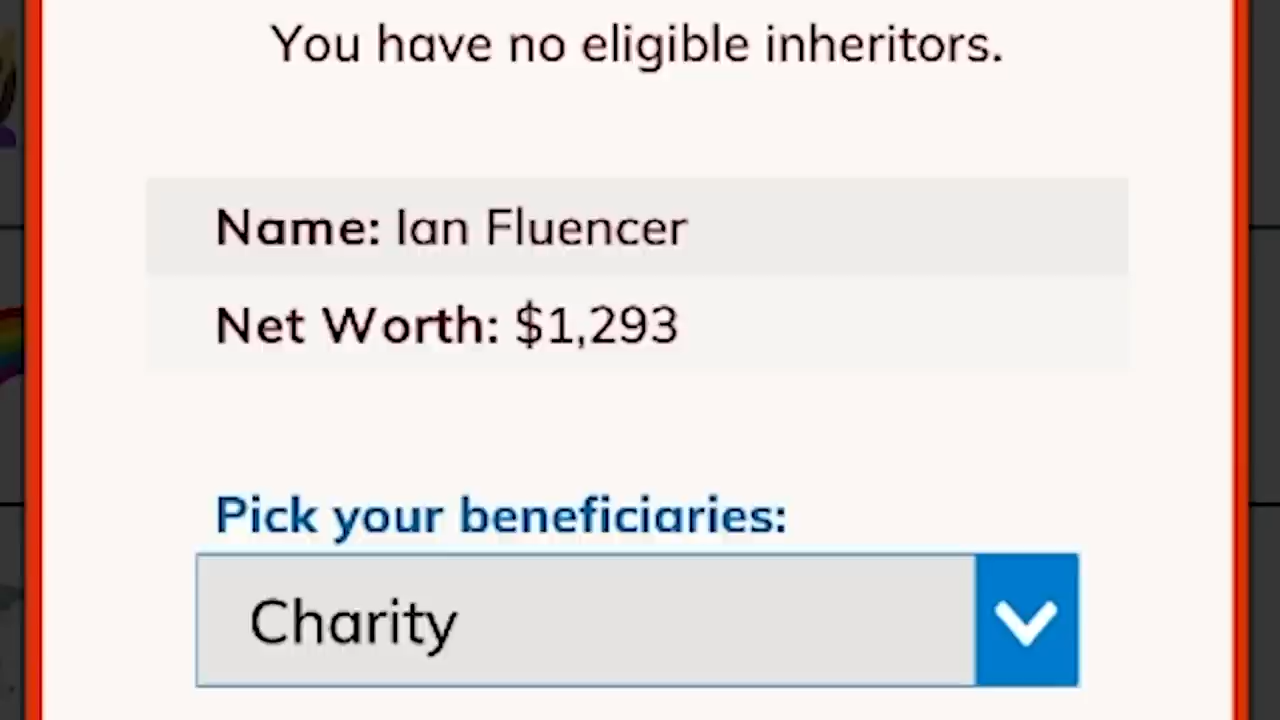 You have no eligible inheritors.
Name: Ian Fluencer
Net Worth: $1,293
Pick your beneficiaries:
Charity